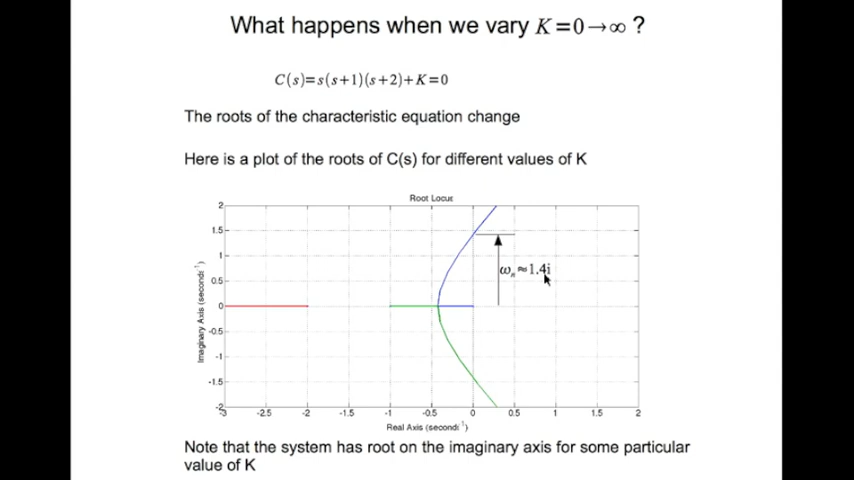 What happens when we vary K=0→∞ ?
C(s)=s(s+1)(s+2)+K=0
The roots of the characteristic equation change
Here is a plot of the roots of C(s) for different values of K
Root Locus
2
1.5
1
0.5
0
-0.5
-1
-1.5
-2
Imaginary Axis (seconds⁻¹)
ωₙ≈1.4i
-3 -2.5 -2 -1.5 -1 -0.5 0 0.5 1 1.5 2
Real Axis (seconds⁻¹)
Note that the system has root on the imaginary axis for some particular
value of K